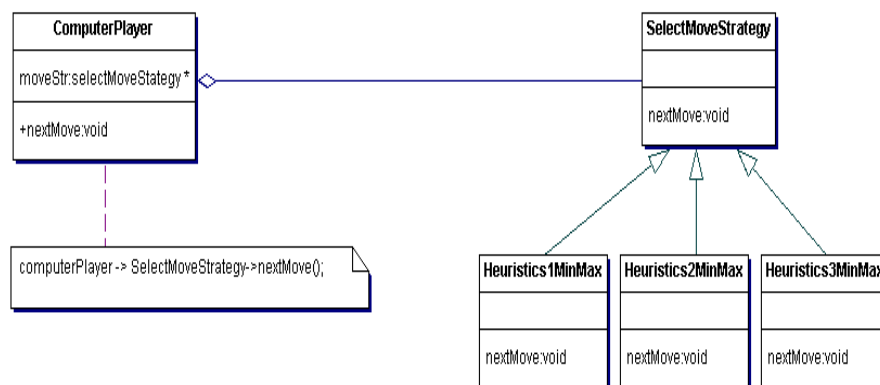 ComputerPlayer
moveStr:selectMoveStategy *
+nextMove:void
SelectMoveStrategy
nextMove:void
computerPlayer -> SelectMoveStrategy->nextMove();
Heuristics1MinMax
nextMove:void
Heuristics2MinMax
nextMove:void
Heuristics3MinMax
nextMove:void